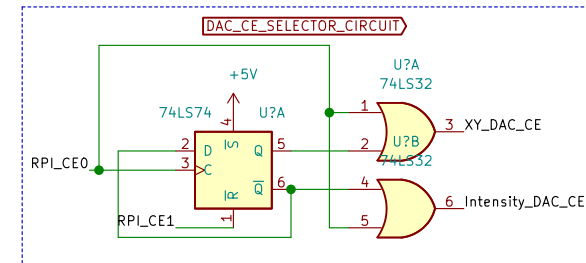 DAC_CE_SELECTOR_CIRCUIT
+5V
U?A
74LS32
74LS74
U?A
4
1
3
XY_DAC_CE
2
D
S
Q
5
2
U?B
74LS32
RPI_CE0
3
C
Q
6
4
R
6
Intensity_DAC_CE
RPI_CE1
1
5